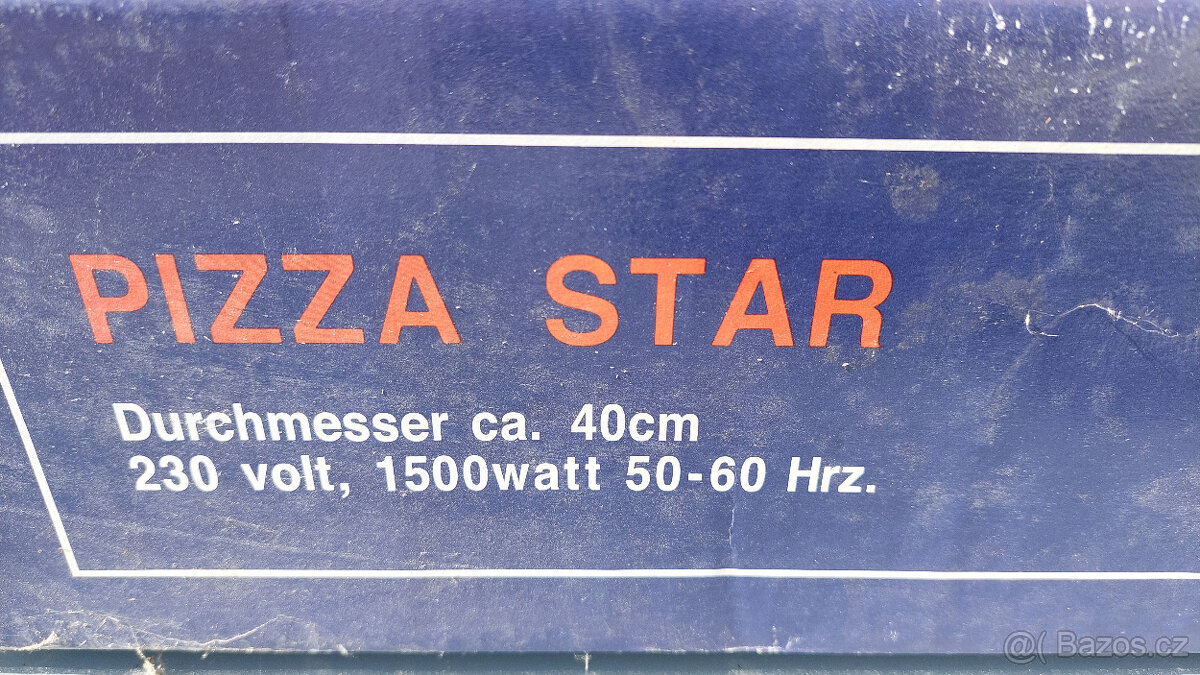 PIZZA STAR
Durchmesser ca. 40cm
230 volt, 1500watt 50-60 Hrz.
@( Bazos.cz